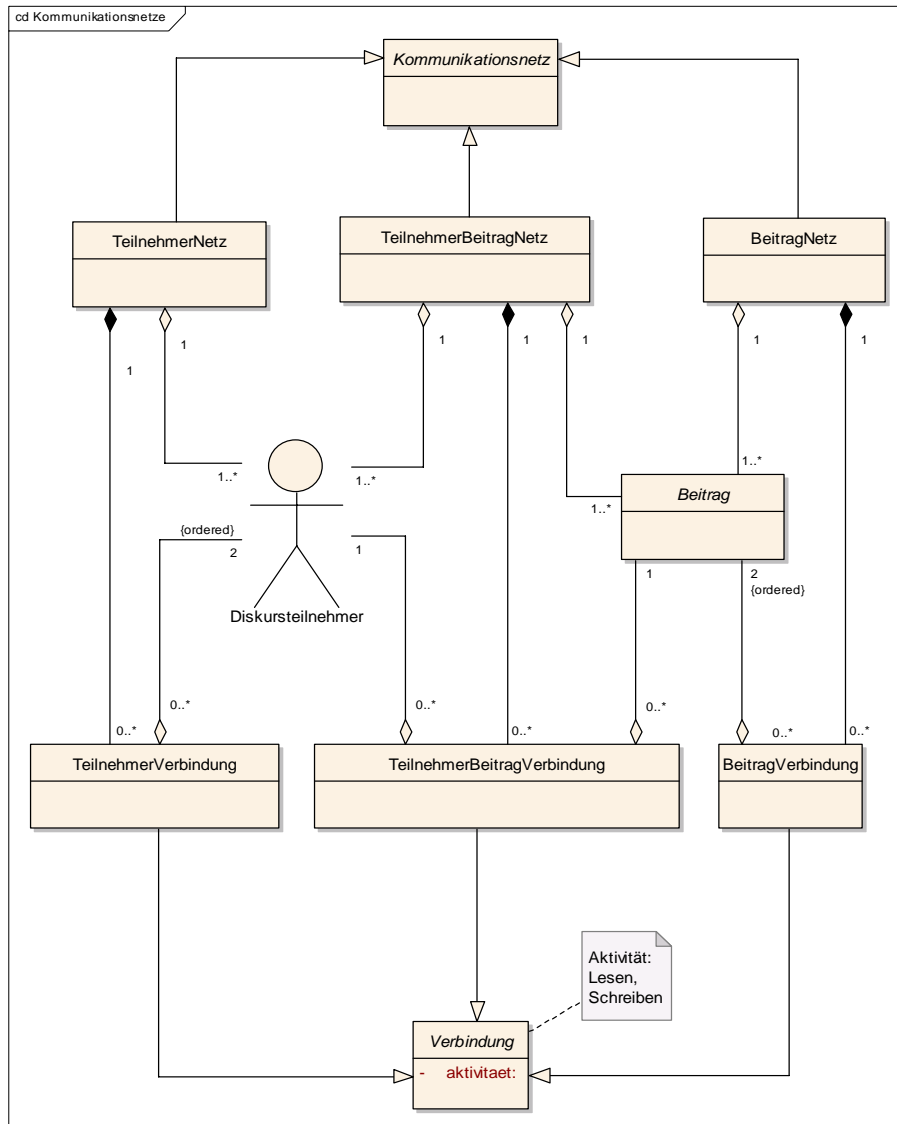 cd Kommunikationsnetze
Kommunikationsnetz
TeilnehmerNetz
TeilnehmerBeitragNetz
BeitragNetz
1
1
1
1
1
1
1
1..*
1..*
1..*
1..*
Beitrag
{ordered}
2
1
1
2
{ordered}
Diskursteilnehmer
0..*
0..*
0..*
0..*
0..*
0..*
0..*
TeilnehmerVerbindung
TeilnehmerBeitragVerbindung
BeitragVerbindung
Aktivität:
Lesen,
Schreiben
Verbindung
- aktivitaet: